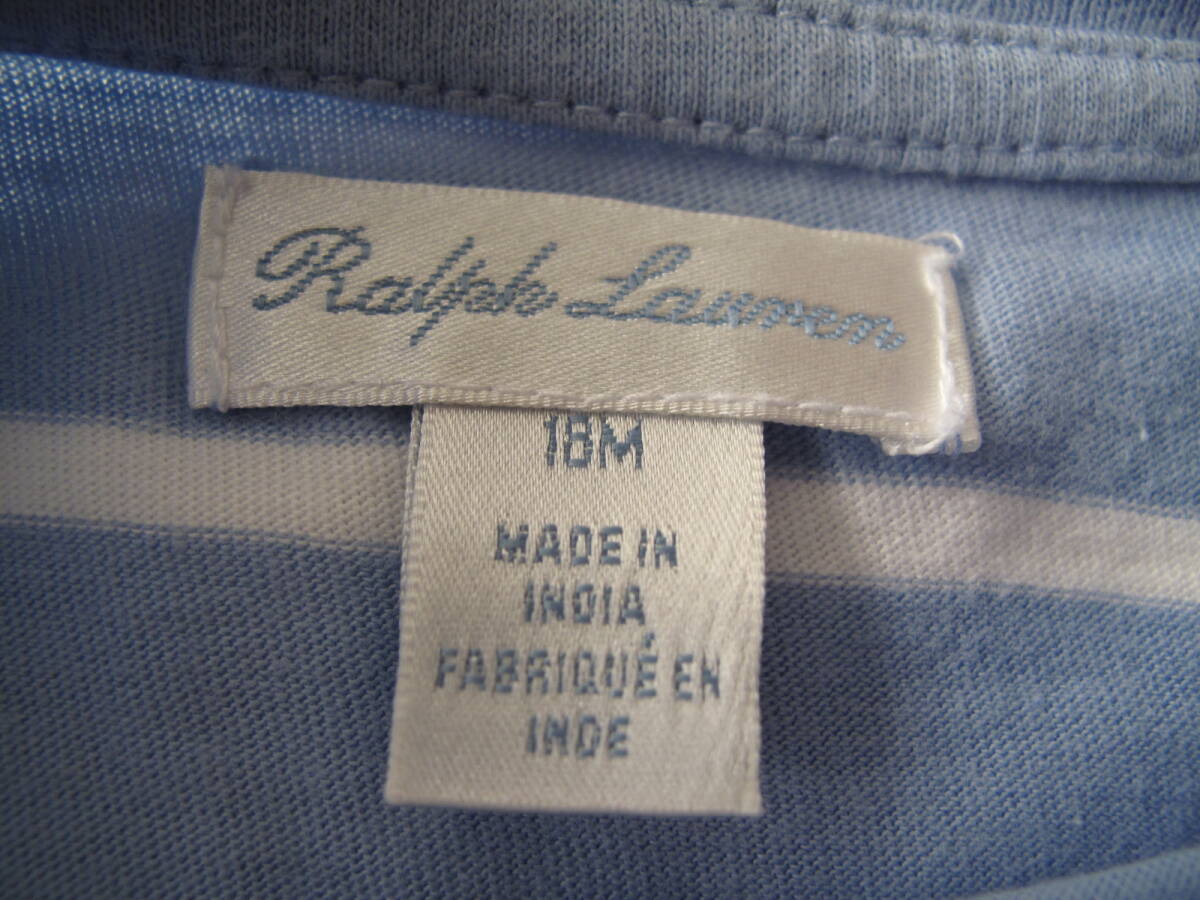 Ralph Lauren
18M
MADE IN
INDIA
FABRIQUÉ EN
INDE